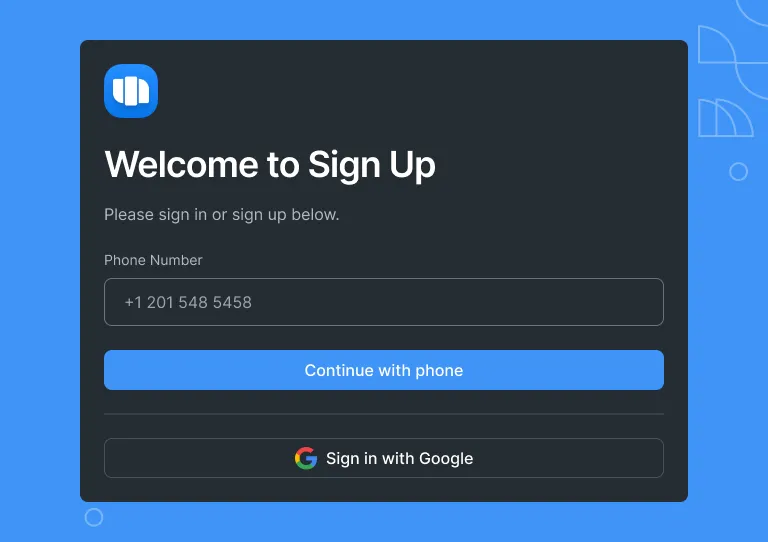 Welcome to Sign Up
Please sign in or sign up below.
Phone Number
+1 201 548 5458
Continue with phone
Sign in with Google